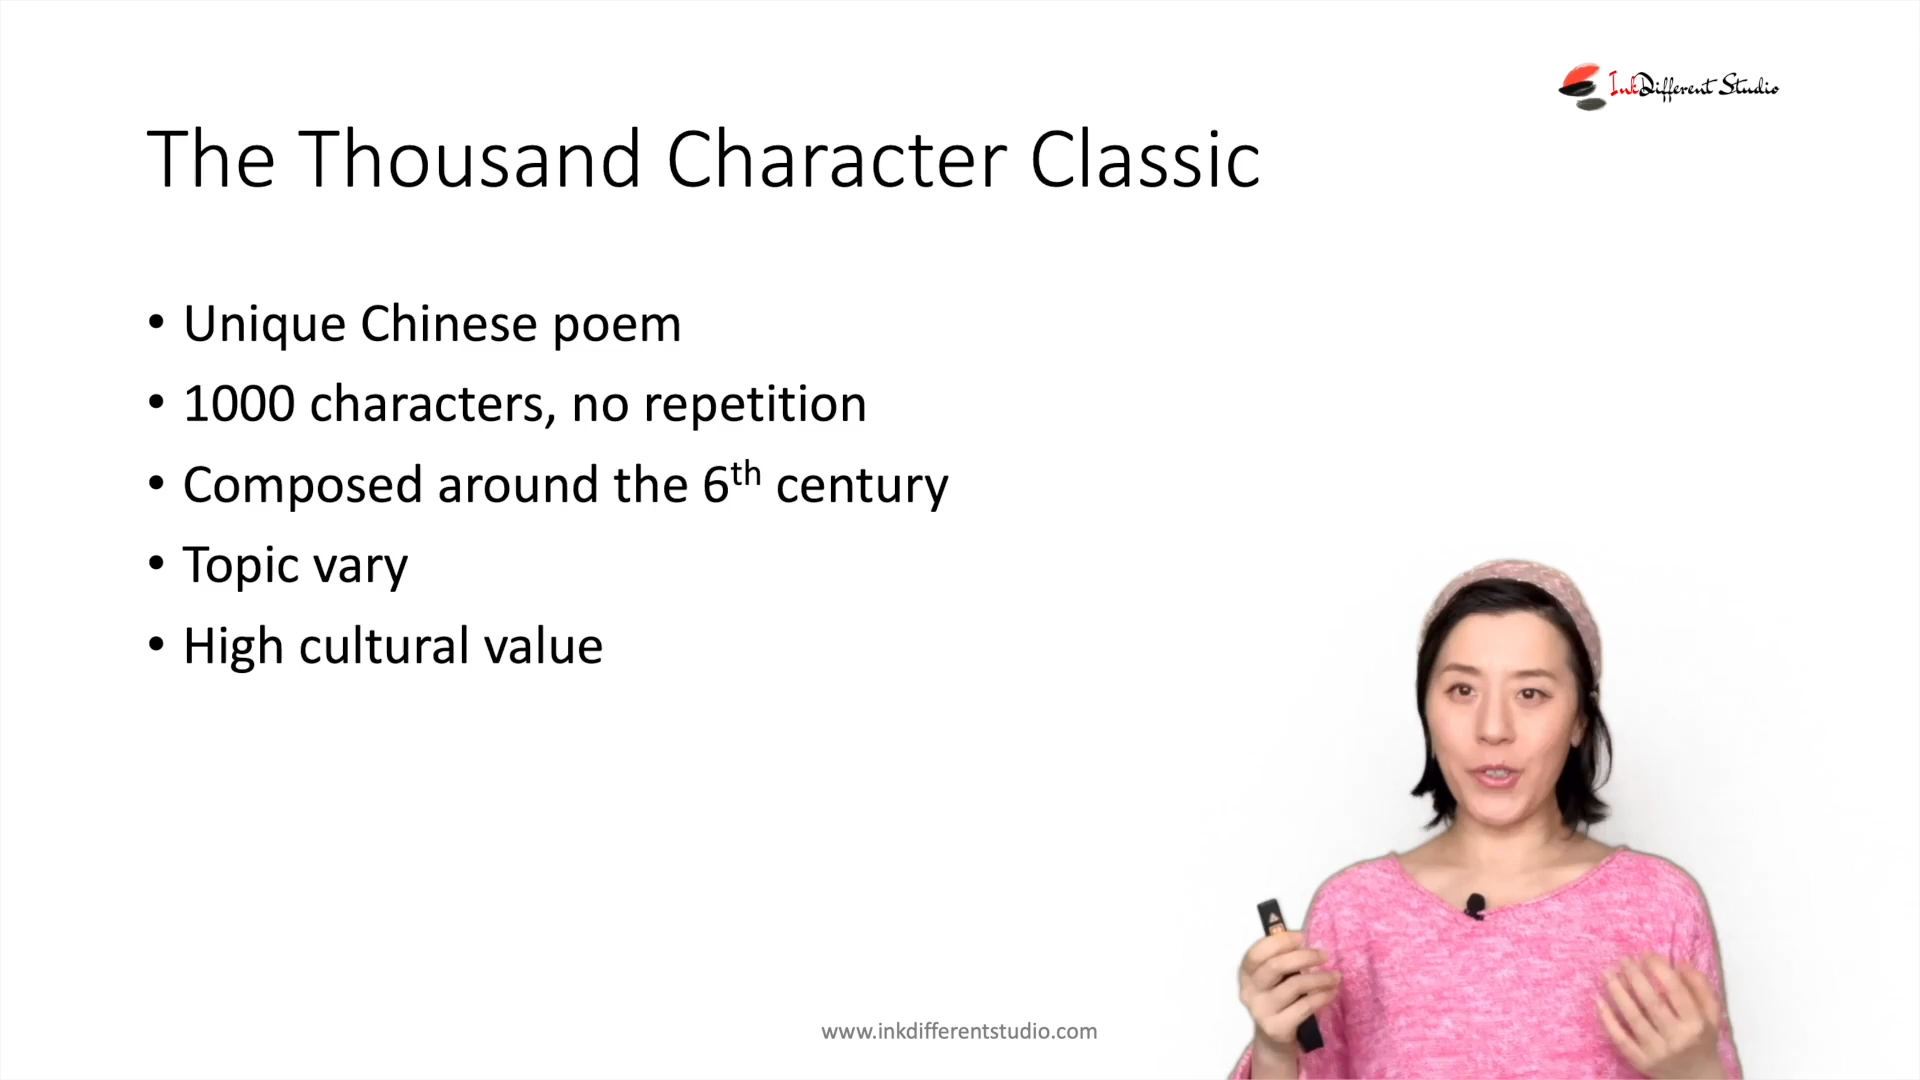 InkDifferent Studio
The Thousand Character Classic
• Unique Chinese poem
• 1000 characters, no repetition
• Composed around the 6th century
• Topic vary
• High cultural value
www.inkdifferentstudio.com